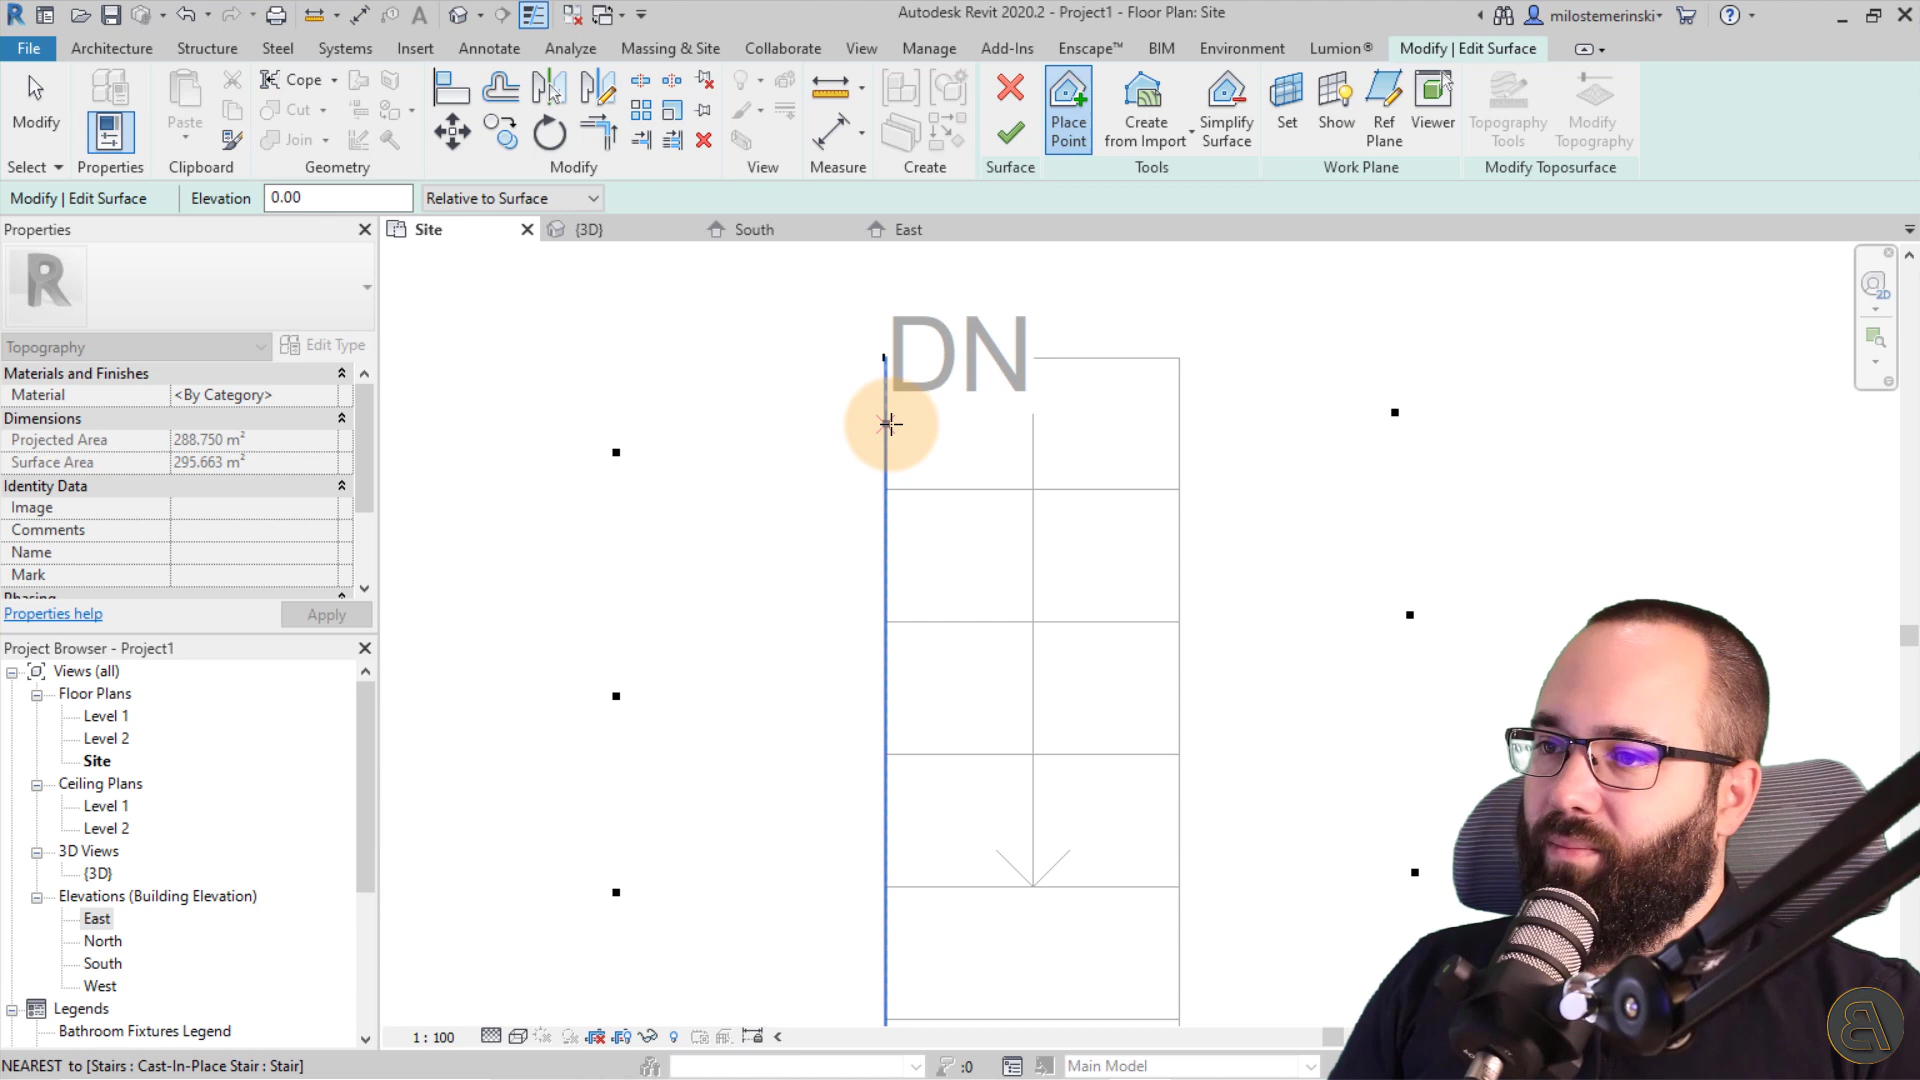 Autodesk Revit 2020.2 - Project1 - Floor Plan: Site
milostemerinski
File
Architecture
Structure
Steel
Systems
Insert
Annotate
Analyze
Massing & Site
Collaborate
View
Manage
Add-Ins
Enscape™
BIM
Environment
Lumion®
Modify | Edit Surface
Modify
Paste
Cope
Cut
Join
Place
Point
Create
from Import
Simplify
Surface
Set
Show
Ref
Plane
Viewer
Topography
Tools
Modify
Topography
Select
Properties
Clipboard
Geometry
Modify
View
Measure
Create
Surface
Tools
Work Plane
Modify Toposurface
Modify | Edit Surface
Elevation
0.00
Relative to Surface
Properties
Site
{3D}
South
East
R
Topography
Edit Type
Materials and Finishes
Material
<By Category>
Dimensions
Projected Area
288.750 m²
Surface Area
295.663 m²
Identity Data
Image
Comments
Name
Mark
Phasing
Properties help
Apply
DN
2D
Project Browser - Project1
Views (all)
Floor Plans
Level 1
Level 2
Site
Ceiling Plans
Level 1
Level 2
3D Views
{3D}
Elevations (Building Elevation)
East
North
South
West
Legends
Bathroom Fixtures Legend
1 : 100
NEAREST to [Stairs : Cast-In-Place Stair : Stair]
:0
Main Model